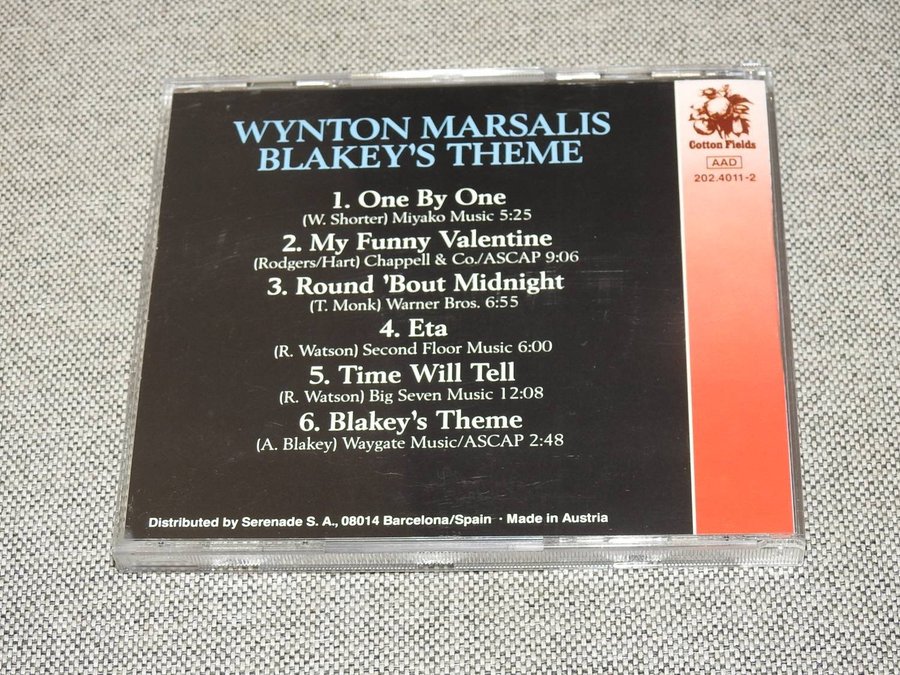 WYNTON MARSALIS
BLAKEY'S THEME
1. One By One
(W. Shorter) Miyako Music 5:25
2. My Funny Valentine
(Rodgers/Hart) Chappell & Co./ASCAP 9:06
3. Round 'Bout Midnight
(T. Monk) Warner Bros. 6:55
4. Eta
(R. Watson) Second Floor Music 6:00
5. Time Will Tell
(R. Watson) Big Seven Music 12:08
6. Blakey's Theme
(A. Blakey) Waygate Music/ASCAP 2:48
Distributed by Serenade S. A., 08014 Barcelona/Spain · Made in Austria
Cotton Fields
AAD
202.4011-2